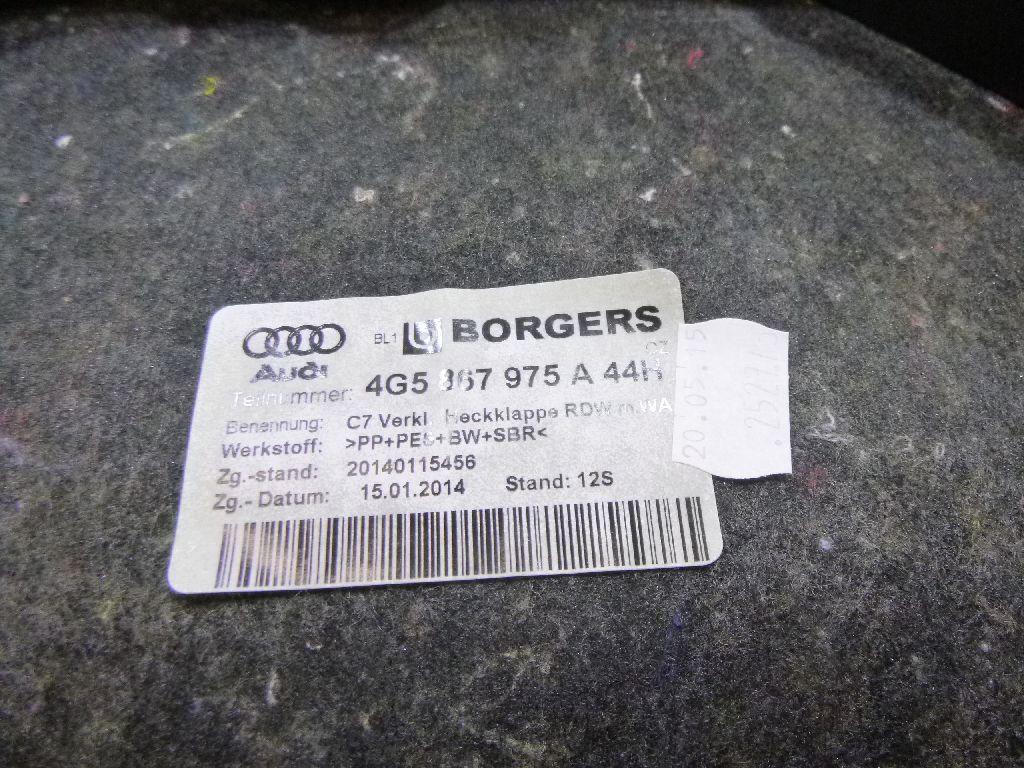 Audi
BL1 BORGERS
CZ
Teilnummer: 4G5 867 975 A 44H
Benennung: C7 Verkl. Heckklappe RDW m.WA
Werkstoff: >PP+PES+BW+SBR<
Zg.-stand: 20140115456
Zg.- Datum: 15.01.2014 Stand: 12S
20.05.15